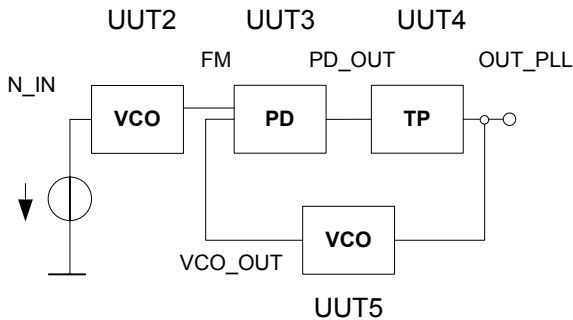 UUT2 UUT3 UUT4
FM PD_OUT OUT_PLL
N_IN
VCO PD TP
VCO
VCO_OUT
UUT5